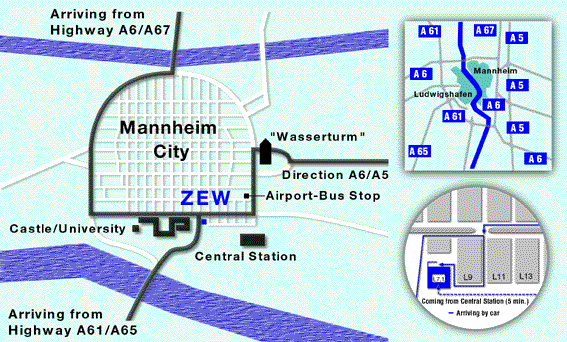 Arriving from
Highway A6/A67
Mannheim
City
"Wasserturm"
Direction A6/A5
ZEW
Airport-Bus Stop
Castle/University
Central Station
Arriving from
Highway A61/A65
A 61
A 67
A 5
A 6
Mannheim
A 5
Ludwigshafen
A 6
A 61
A 5
A 65
A 6
L7,1
L9
L11
L13
Coming from Central Station (5 min.)
Arriving by car